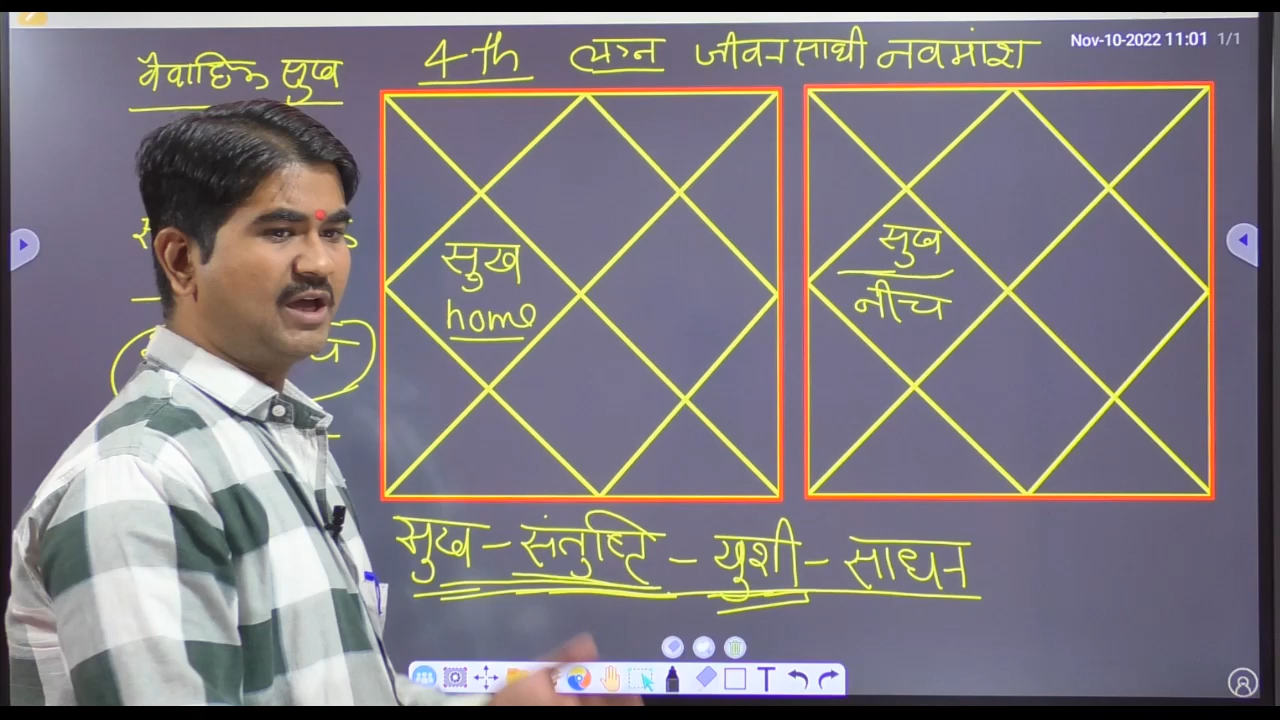 Nov-10-2022 11:01 1/1
वैवाहिक सुख
4th लग्न जीवनसाथी नवमांश
सुख
home
सुख
नीच
सुख - संतुष्टि - खुशी - साधन
T